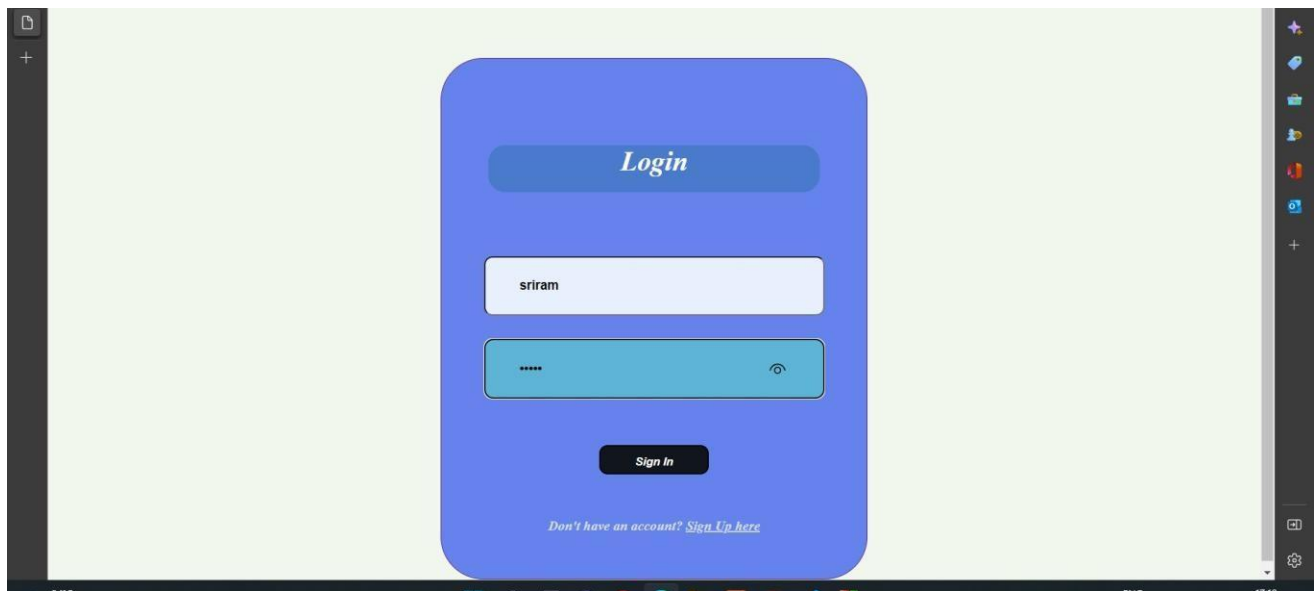 Login
sriram
•••••
Sign In
Don't have an account? Sign Up here